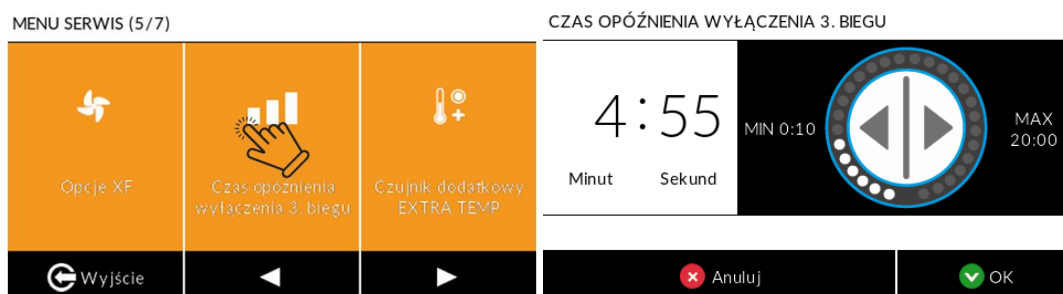 MENU SERWIS (5/7)
Opcje XF
Czas opóźnienia
wyłączenia 3. biegu
Czujnik dodatkowy
EXTRA TEMP
Wyjście
CZAS OPÓŹNIENIA WYŁĄCZENIA 3. BIEGU
4:55
Minut Sekund
MIN 0:10
MAX
20:00
Anuluj
OK